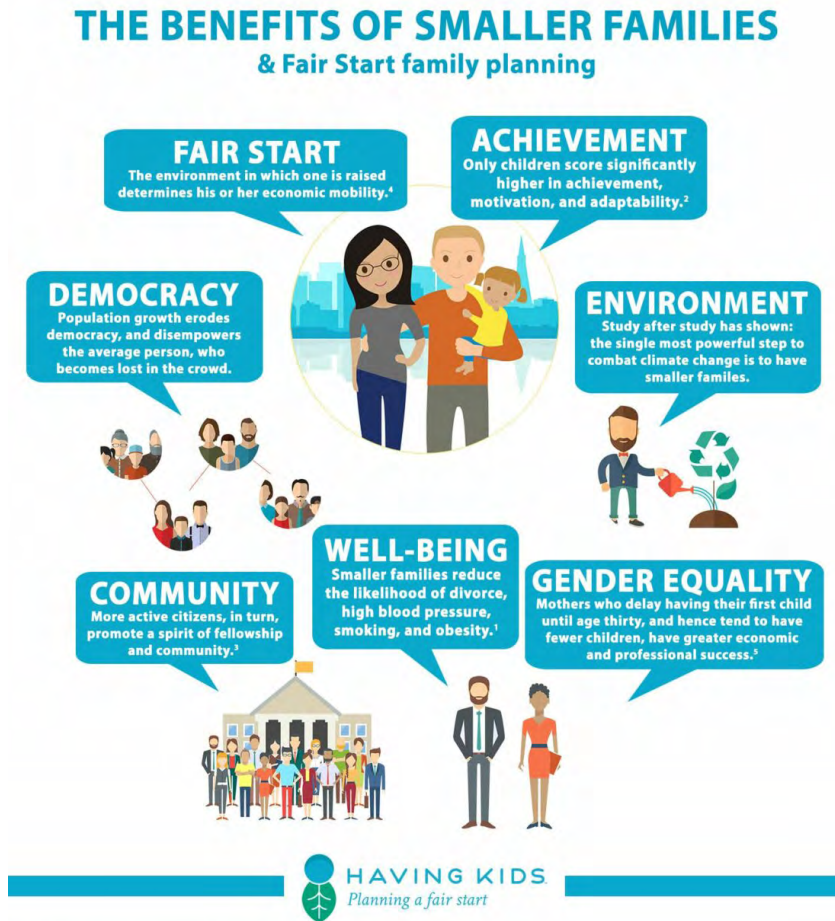 THE BENEFITS OF SMALLER FAMILIES
& Fair Start family planning
FAIR START
The environment in which one is raised
determines his or her economic mobility.⁴
ACHIEVEMENT
Only children score significantly
higher in achievement,
motivation, and adaptability.²
DEMOCRACY
Population growth erodes
democracy, and disempowers
the average person, who
becomes lost in the crowd.
ENVIRONMENT
Study after study has shown:
the single most powerful step to
combat climate change is to have
smaller familes.
WELL-BEING
Smaller families reduce
the likelihood of divorce,
high blood pressure,
smoking, and obesity.¹
COMMUNITY
More active citizens, in turn,
promote a spirit of fellowship
and community.³
GENDER EQUALITY
Mothers who delay having their first child
until age thirty, and hence tend to have
fewer children, have greater economic
and professional success.⁵
HAVING KIDS
Planning a fair start